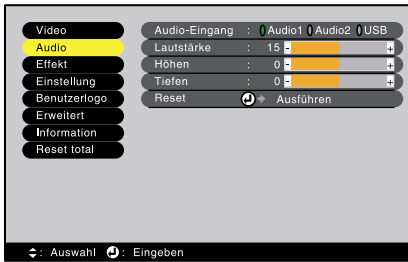 Video
Audio
Effekt
Einstellung
Benutzerlogo
Erweitert
Information
Reset total
Audio-Eingang : Audio1 Audio2 USB
Lautstärke : 15 - +
Höhen : 0 - +
Tiefen : 0 - +
Reset Ausführen
: Auswahl : Eingeben